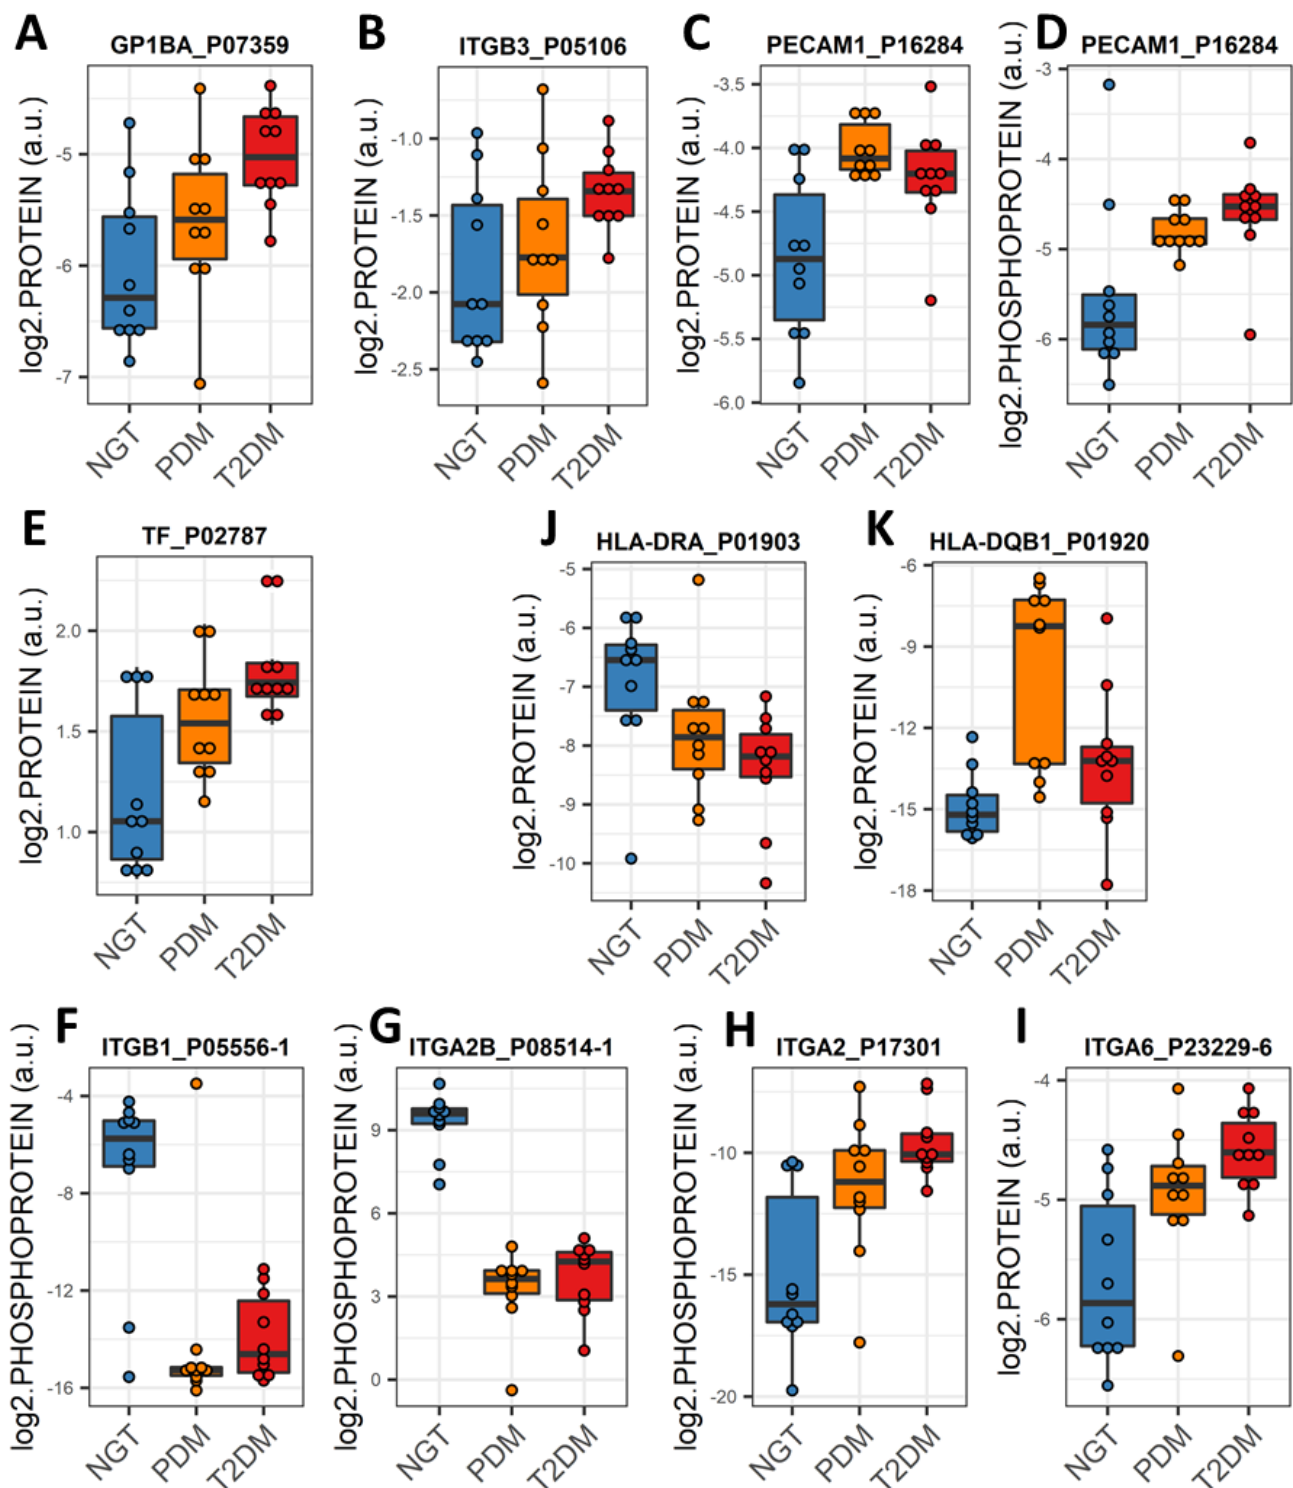 A
GP1BA_P07359
log2.PROTEIN (a.u.)
-5
-6
-7
NGT
PDM
T2DM
B
ITGB3_P05106
log2.PROTEIN (a.u.)
-1.0
-1.5
-2.0
-2.5
NGT
PDM
T2DM
C
PECAM1_P16284
log2.PROTEIN (a.u.)
-3.5
-4.0
-4.5
-5.0
-5.5
-6.0
NGT
PDM
T2DM
D
PECAM1_P16284
log2.PHOSPHOPROTEIN (a.u.)
-3
-4
-5
-6
NGT
PDM
T2DM
E
TF_P02787
log2.PROTEIN (a.u.)
2.0
1.5
1.0
NGT
PDM
T2DM
J
HLA-DRA_P01903
log2.PROTEIN (a.u.)
-5
-6
-7
-8
-9
-10
NGT
PDM
T2DM
K
HLA-DQB1_P01920
log2.PROTEIN (a.u.)
-6
-9
-12
-15
-18
NGT
PDM
T2DM
F
ITGB1_P05556-1
log2.PHOSPHOPROTEIN (a.u.)
-4
-8
-12
-16
NGT
PDM
T2DM
G
ITGA2B_P08514-1
log2.PHOSPHOPROTEIN (a.u.)
9
6
3
0
NGT
PDM
T2DM
H
ITGA2_P17301
log2.PHOSPHOPROTEIN (a.u.)
-10
-15
-20
NGT
PDM
T2DM
I
ITGA6_P23229-6
log2.PROTEIN (a.u.)
-4
-5
-6
NGT
PDM
T2DM